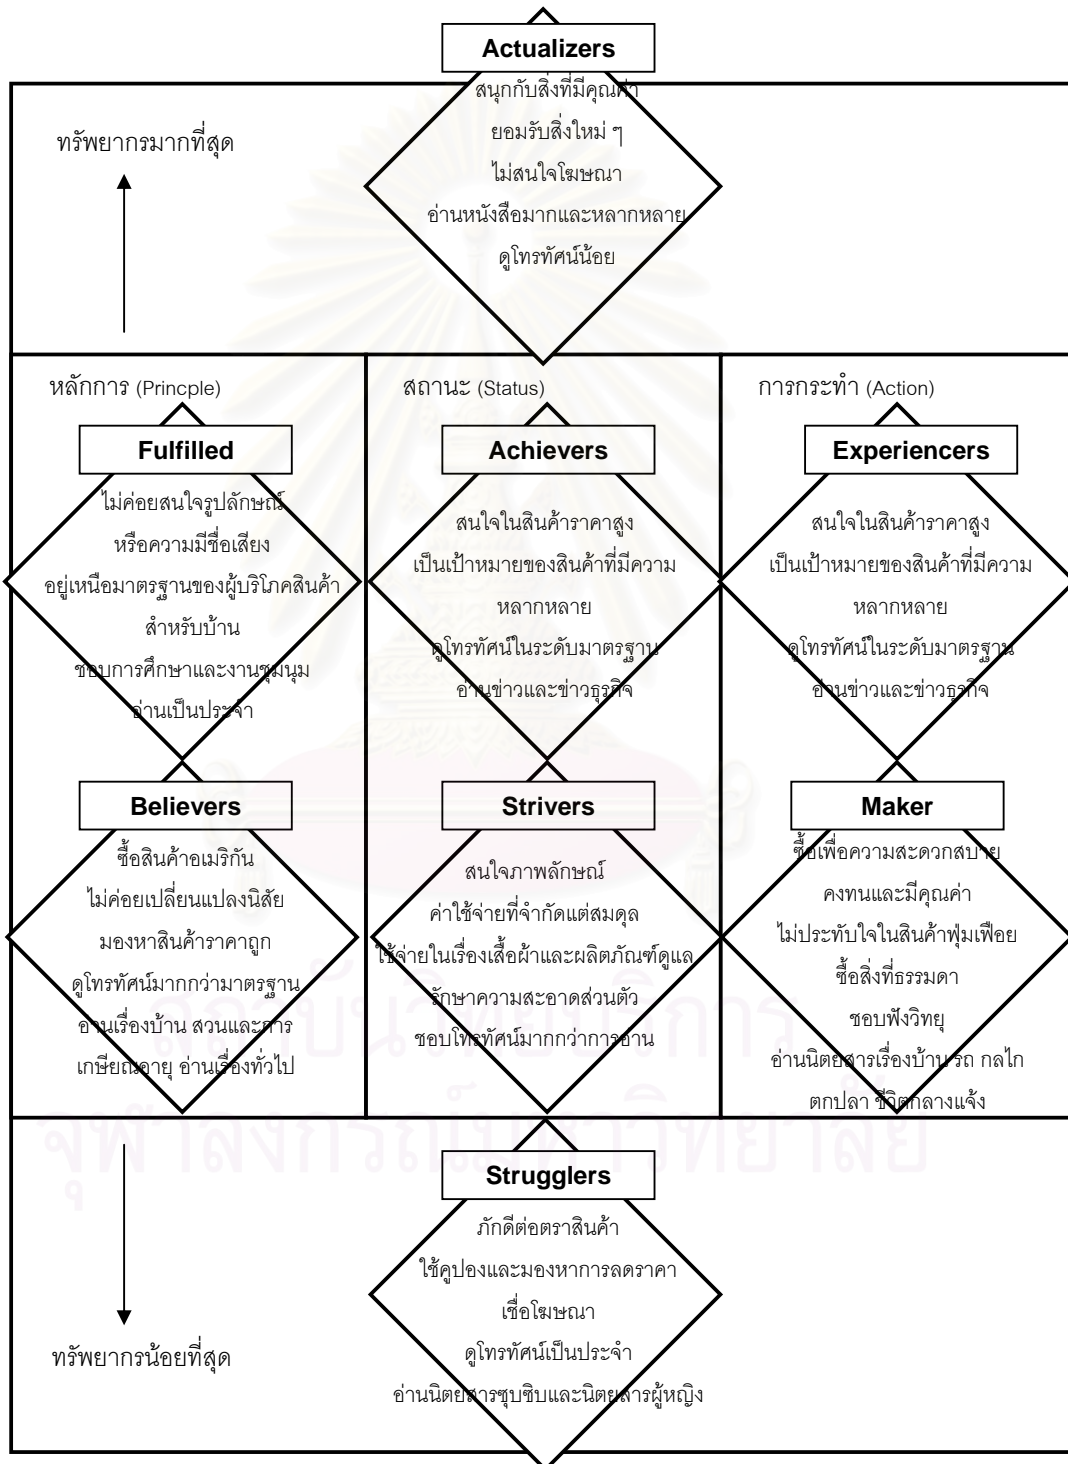 Actualizers
สนุกกับสิ่งที่มีคุณค่า
ยอมรับสิ่งใหม่ ๆ
ไม่สนใจโฆษณา
อ่านหนังสือมากและหลากหลาย
ดูโทรทัศน์น้อย
ทรัพยากรมากที่สุด
หลักการ (Princple)
Fulfilled
ไม่ค่อยสนใจรูปลักษณ์
หรือความมีชื่อเสียง
อยู่เหนือมาตรฐานของผู้บริโภคสินค้า
สำหรับบ้าน
ชอบการศึกษาและงานชุมนุม
อ่านเป็นประจำ
สถานะ (Status)
Achievers
สนใจในสินค้าราคาสูง
เป็นเป้าหมายของสินค้าที่มีความ
หลากหลาย
ดูโทรทัศน์ในระดับมาตรฐาน
อ่านข่าวและข่าวธุรกิจ
การกระทำ (Action)
Experiencers
สนใจในสินค้าราคาสูง
เป็นเป้าหมายของสินค้าที่มีความ
หลากหลาย
ดูโทรทัศน์ในระดับมาตรฐาน
อ่านข่าวและข่าวธุรกิจ
Believers
ซื้อสินค้าอเมริกัน
ไม่ค่อยเปลี่ยนแปลงนิสัย
มองหาสินค้าราคาถูก
ดูโทรทัศน์มากกว่ามาตรฐาน
อ่านเรื่องบ้าน สวนและการ
เกษียณอายุ อ่านเรื่องทั่วไป
Strivers
สนใจภาพลักษณ์
ค่าใช้จ่ายที่จำกัดแต่สมดุล
ใช้จ่ายในเรื่องเสื้อผ้าและผลิตภัณฑ์ดูแล
รักษาความสะอาดส่วนตัว
ชอบโทรทัศน์มากกว่าการอ่าน
Maker
ซื้อเพื่อความสะดวกสบาย
คงทนและมีคุณค่า
ไม่ประทับใจในสินค้าฟุ่มเฟือย
ซื้อสิ่งที่ธรรมดา
ชอบฟังวิทยุ
อ่านนิตยสารเรื่องบ้าน รถ กลไก
ตกปลา ชีวิตกลางแจ้ง
Strugglers
ภักดีต่อตราสินค้า
ใช้คูปองและมองหาการลดราคา
เชื่อโฆษณา
ดูโทรทัศน์เป็นประจำ
อ่านนิตยสารซุบซิบและนิตยสารผู้หญิง
ทรัพยากรน้อยที่สุด
สถาบันวิทยบริการ
จุฬาลงกรณ์มหาวิทยาลัย